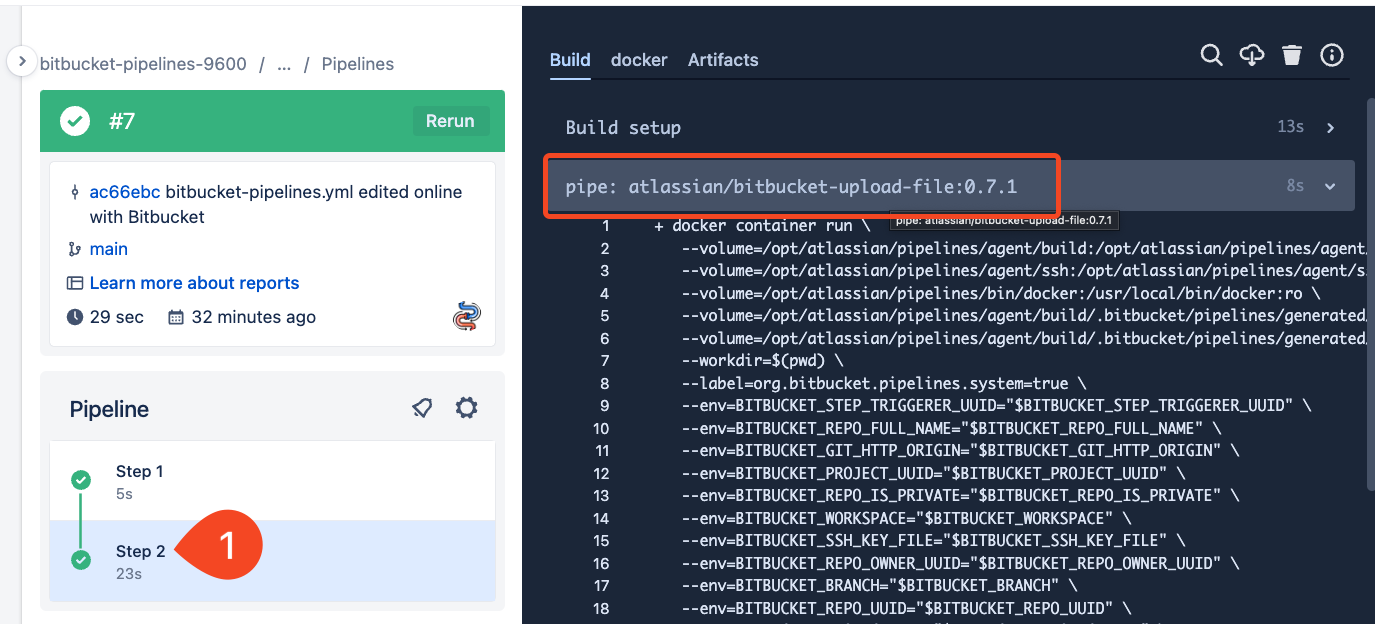 bitbucket-pipelines-9600 / ... / Pipelines
#7
Rerun
ac66ebc bitbucket-pipelines.yml edited online
with Bitbucket
main
Learn more about reports
29 sec 32 minutes ago
Pipeline
Step 1
5s
Step 2
23s
1
Build docker Artifacts
Build setup 13s
pipe: atlassian/bitbucket-upload-file:0.7.1 8s
pipe: atlassian/bitbucket-upload-file:0.7.1
1 + docker container run \
2 --volume=/opt/atlassian/pipelines/agent/build:/opt/atlassian/pipelines/agent/
3 --volume=/opt/atlassian/pipelines/agent/ssh:/opt/atlassian/pipelines/agent/s
4 --volume=/opt/atlassian/pipelines/bin/docker:/usr/local/bin/docker:ro \
5 --volume=/opt/atlassian/pipelines/agent/build/.bitbucket/pipelines/generated/
6 --volume=/opt/atlassian/pipelines/agent/build/.bitbucket/pipelines/generated/
7 --workdir=$(pwd) \
8 --label=org.bitbucket.pipelines.system=true \
9 --env=BITBUCKET_STEP_TRIGGERER_UUID="$BITBUCKET_STEP_TRIGGERER_UUID" \
10 --env=BITBUCKET_REPO_FULL_NAME="$BITBUCKET_REPO_FULL_NAME" \
11 --env=BITBUCKET_GIT_HTTP_ORIGIN="$BITBUCKET_GIT_HTTP_ORIGIN" \
12 --env=BITBUCKET_PROJECT_UUID="$BITBUCKET_PROJECT_UUID" \
13 --env=BITBUCKET_REPO_IS_PRIVATE="$BITBUCKET_REPO_IS_PRIVATE" \
14 --env=BITBUCKET_WORKSPACE="$BITBUCKET_WORKSPACE" \
15 --env=BITBUCKET_SSH_KEY_FILE="$BITBUCKET_SSH_KEY_FILE" \
16 --env=BITBUCKET_REPO_OWNER_UUID="$BITBUCKET_REPO_OWNER_UUID" \
17 --env=BITBUCKET_BRANCH="$BITBUCKET_BRANCH" \
18 --env=BITBUCKET_REPO_UUID="$BITBUCKET_REPO_UUID" \